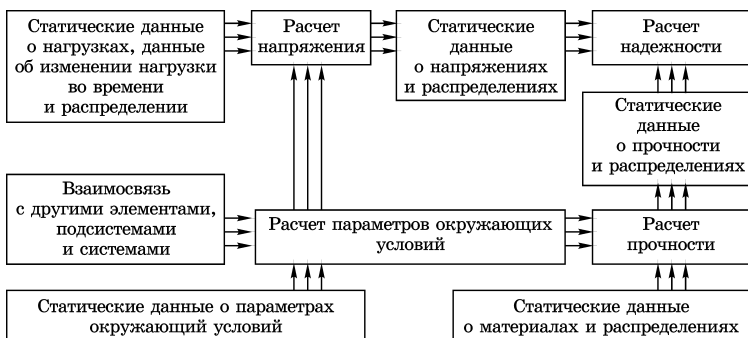 Статические данные
о нагрузках, данные
об изменении нагрузки
во времени
и распределении
Расчет
напряжения
Статические
данные
о напряжениях
и распределениях
Расчет
надежности
Статические
данные
о прочности
и распределениях
Взаимосвязь
с другими элементами,
подсистемами
и системами
Расчет параметров окружающих
условий
Расчет
прочности
Статические данные о параметрах
окружающий условий
Статические данные
о материалах и распределениях